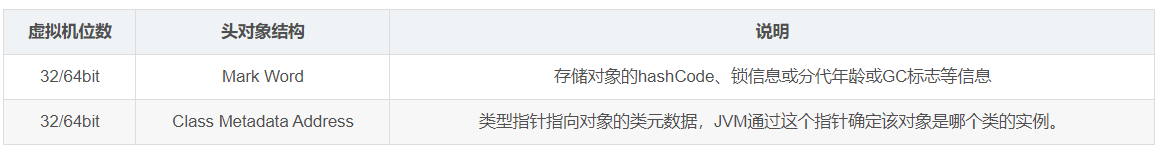 虚拟机位数 头对象结构 说明
32/64bit Mark Word 存储对象的hashCode、锁信息或分代年龄或GC标志等信息
32/64bit Class Metadata Address 类型指针指向对象的类元数据，JVM通过这个指针确定该对象是哪个类的实例。